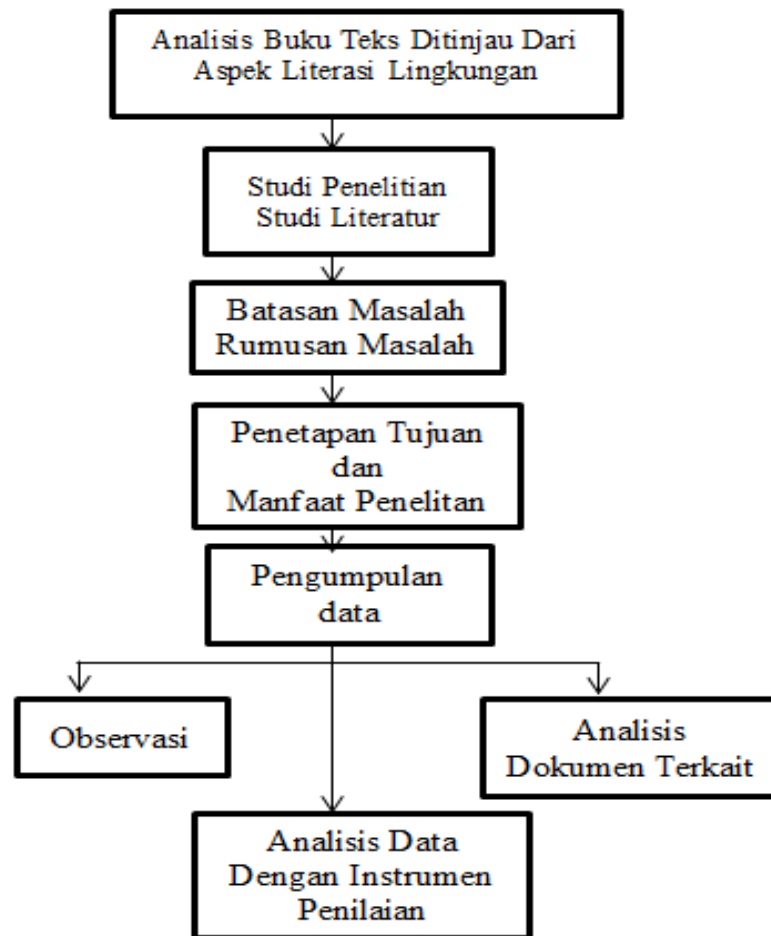 Analisis Buku Teks Ditinjau Dari
Aspek Literasi Lingkungan
Studi Penelitian
Studi Literatur
Batasan Masalah
Rumusan Masalah
Penetapan Tujuan
dan
Manfaat Penelitan
Pengumpulan
data
Observasi
Analisis
Dokumen Terkait
Analisis Data
Dengan Instrumen
Penilaian